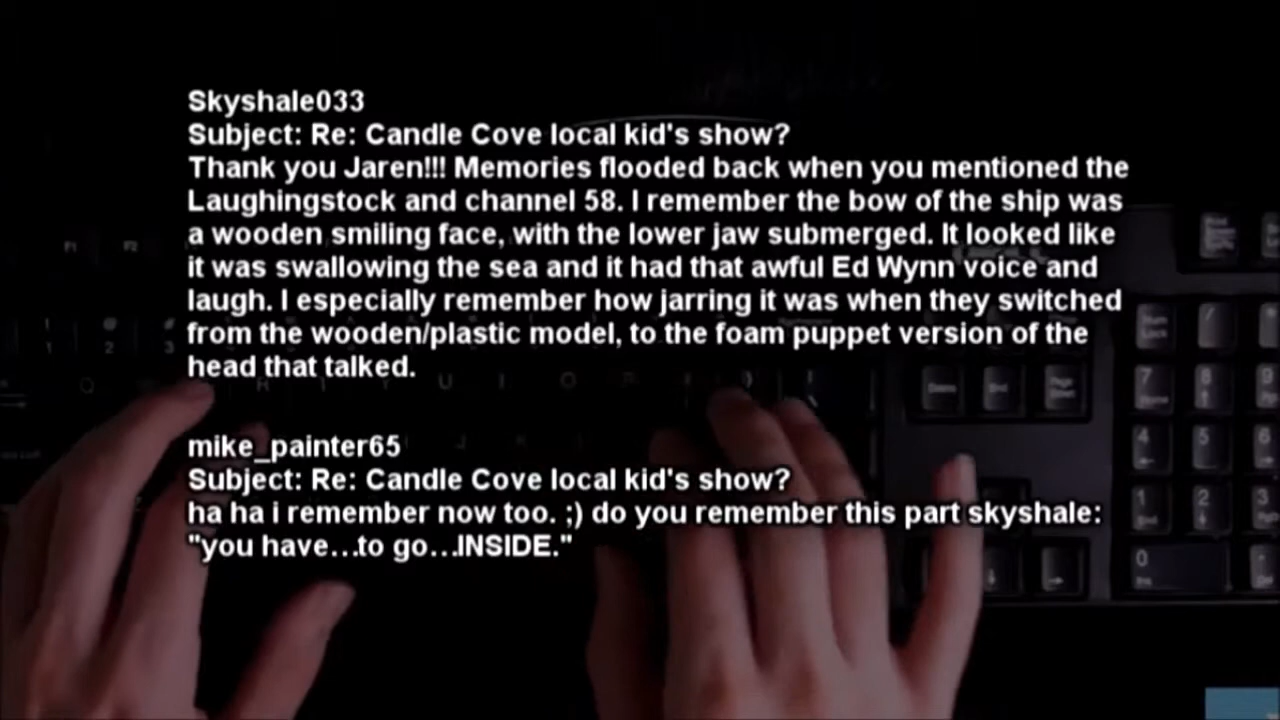 Skyshale033
Subject: Re: Candle Cove local kid's show?
Thank you Jaren!!! Memories flooded back when you mentioned the
Laughingstock and channel 58. I remember the bow of the ship was
a wooden smiling face, with the lower jaw submerged. It looked like
it was swallowing the sea and it had that awful Ed Wynn voice and
laugh. I especially remember how jarring it was when they switched
from the wooden/plastic model, to the foam puppet version of the
head that talked.
mike_painter65
Subject: Re: Candle Cove local kid's show?
ha ha i remember now too. ;) do you remember this part skyshale:
"you have...to go...INSIDE."